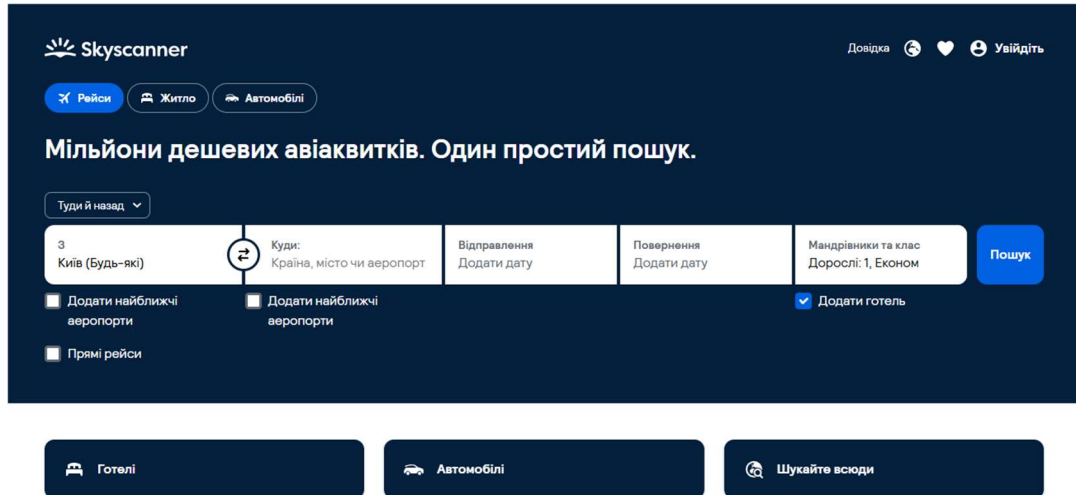 Skyscanner
Довідка
Увійдіть
Рейси
Житло
Автомобілі
Мільйони дешевих авіаквитків. Один простий пошук.
Туди й назад
З
Київ (Будь-які)
Куди:
Країна, місто чи аеропорт
Відправлення
Додати дату
Повернення
Додати дату
Мандрівники та клас
Дорослі: 1, Економ
Пошук
Додати найближчі
аеропорти
Додати найближчі
аеропорти
Додати готель
Прямі рейси
Готелі
Автомобілі
Шукайте всюди